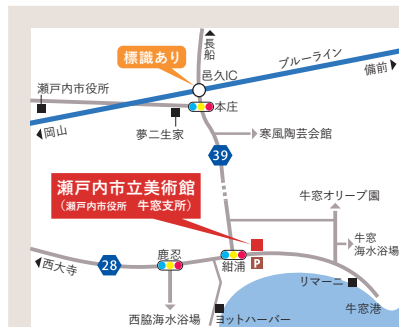 長船
標識あり
ブルーライン
邑久IC
備前
瀬戸内市役所
本庄
岡山
夢二生家
寒風陶芸会館
39
瀬戸内市立美術館
(瀬戸内市役所 牛窓支所)
牛窓オリーブ園
牛窓
海水浴場
鹿忍
紺浦
P
西大寺
28
リマーニ
西脇海水浴場
ヨットハーバー
牛窓港